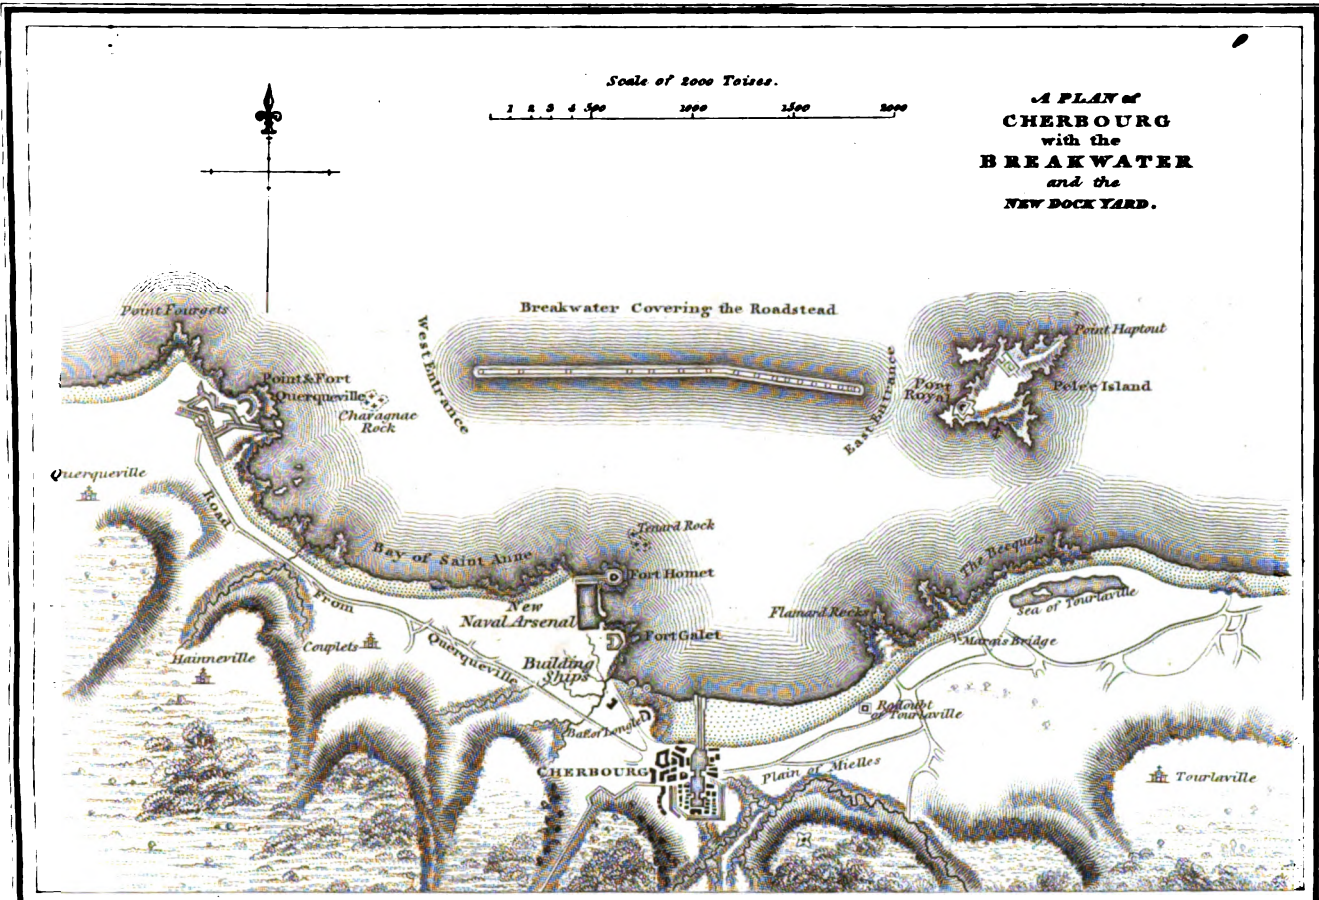 Scale of 2000 Toises.
1 2 3 4 500 1000 1500 2000
A PLAN of
CHERBOURG
with the
BREAKWATER
and the
NEW DOCK YARD.
Point Fourgets
Breakwater Covering the Roadstead
West Entrance
East Entrance
Point Haptout
Pelée Island
Port
Royal
Point & Fort
Querqueville
Charagnac
Rock
Querqueville
Road
From
Querqueville
Bay of Saint Anne
Tenard Rock
Fort Homet
New
Naval Arsenal
Fort Galet
Building
Ships
Couplets
Hainneville
Flamard Rocks
The Becquets
Sea of Tourlaville
Marais Bridge
Redoubt
of Tourlaville
Plain of Mielles
CHERBOURG
Tourlaville